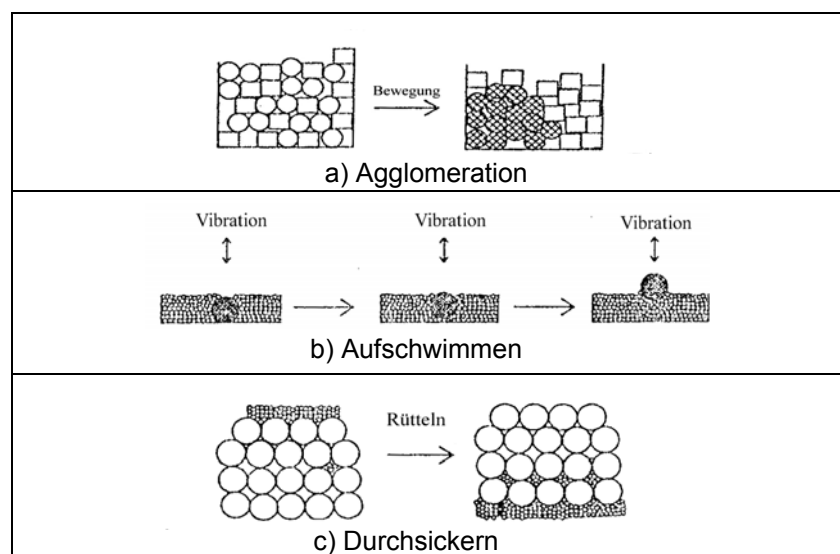 Bewegung
a) Agglomeration
Vibration Vibration Vibration
b) Aufschwimmen
Rütteln
c) Durchsickern